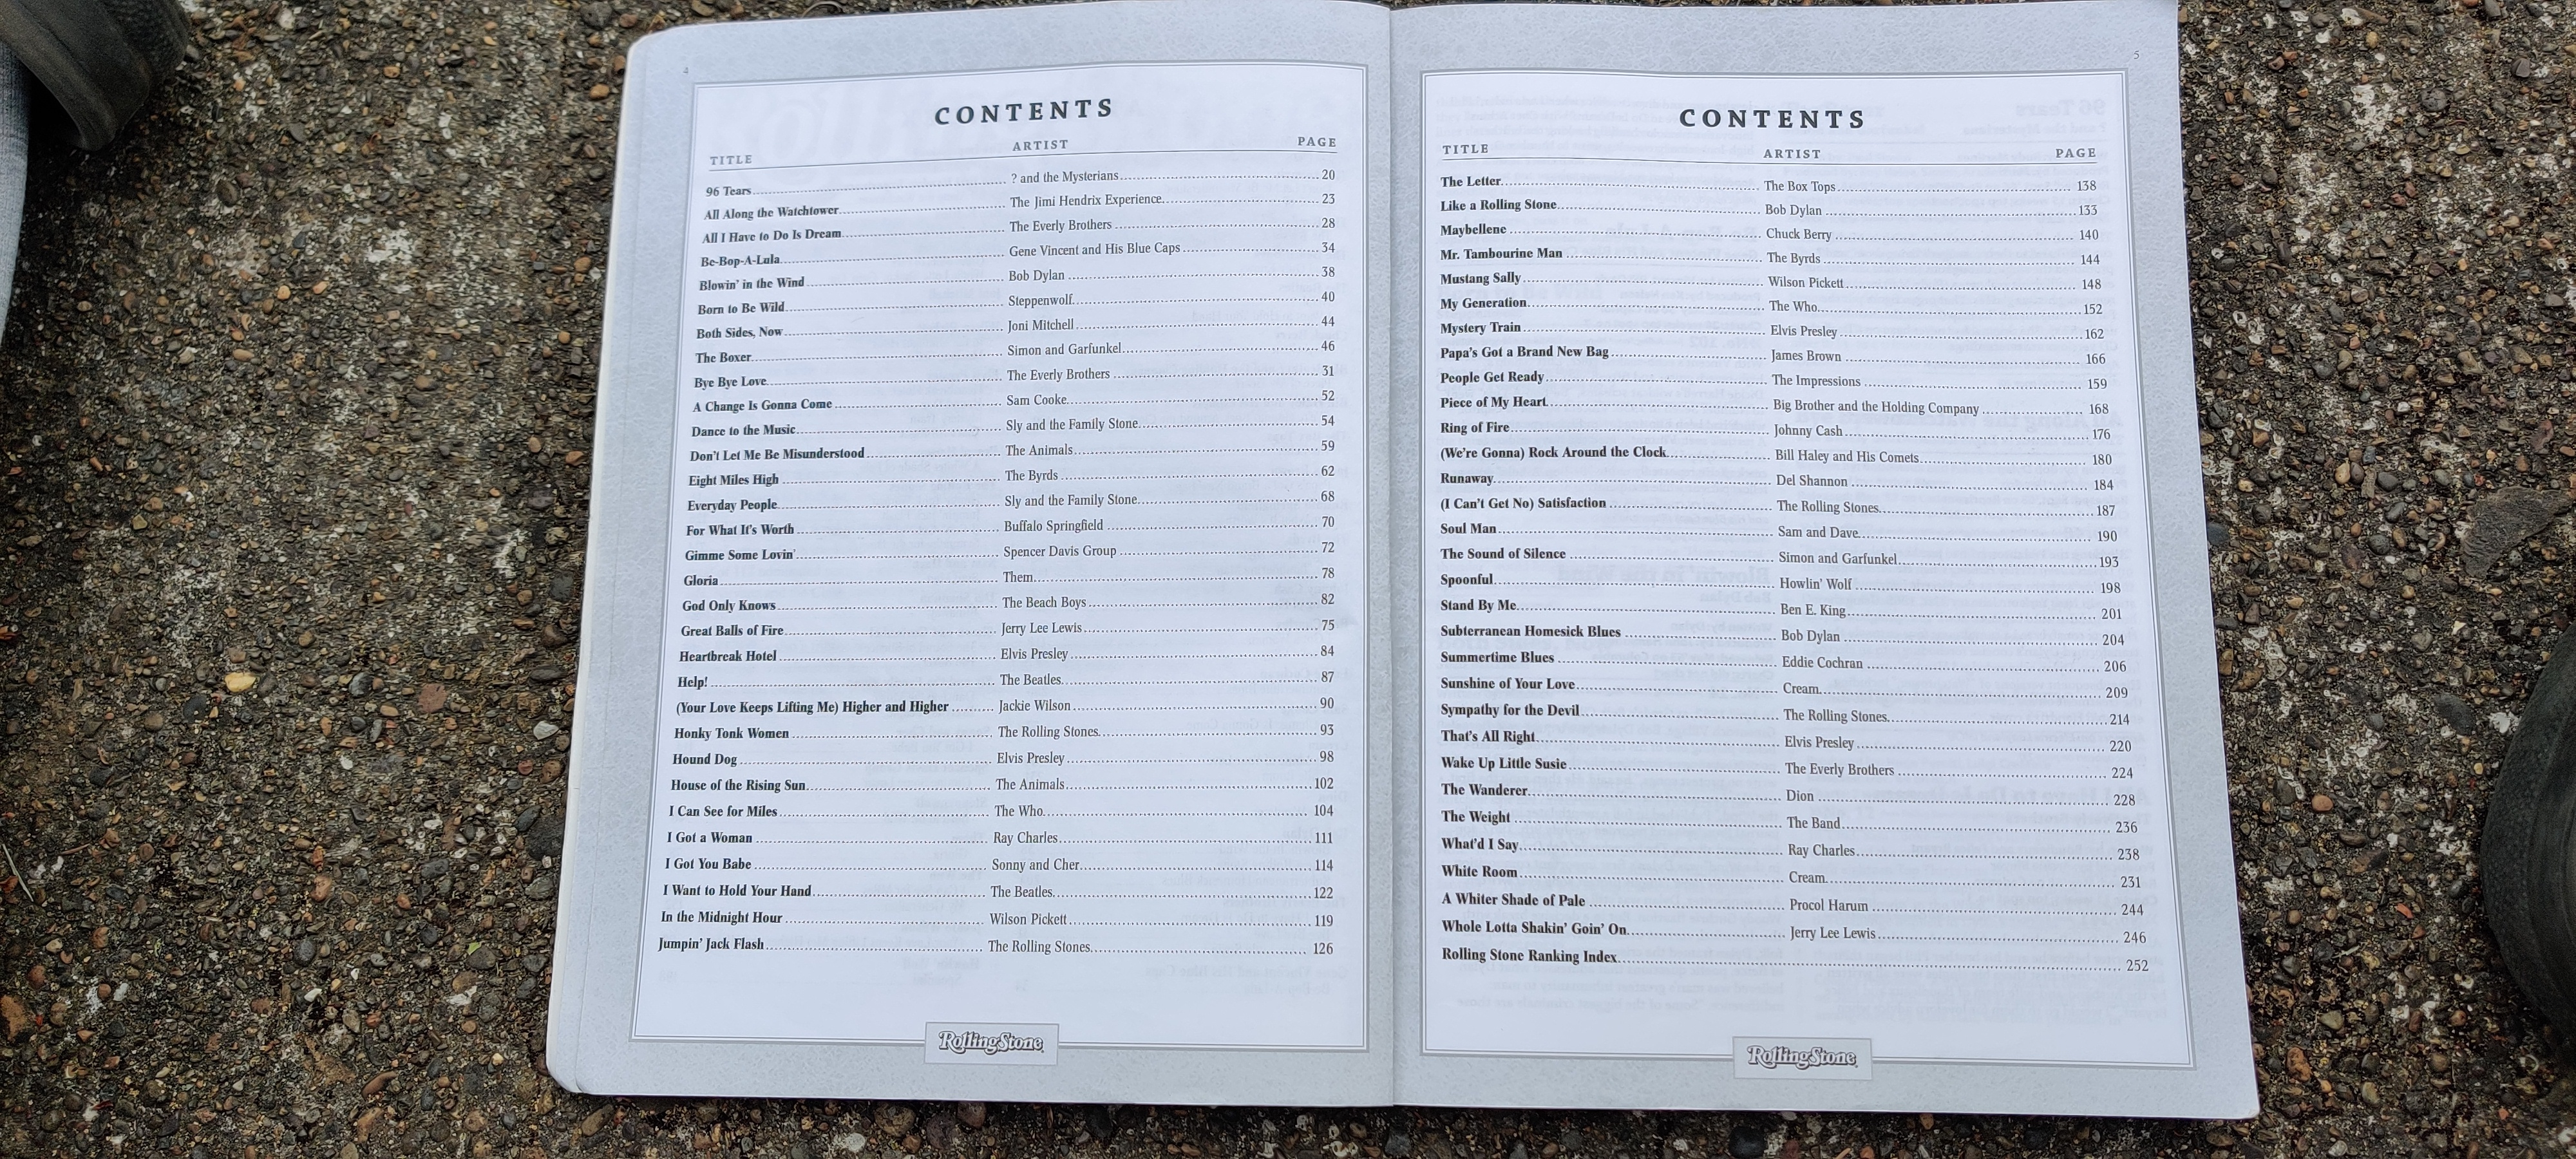 4
CONTENTS
TITLE ARTIST PAGE
96 Tears ? and the Mysterians 20
All Along the Watchtower The Jimi Hendrix Experience 23
All I Have to Do Is Dream The Everly Brothers 28
Be-Bop-A-Lula Gene Vincent and His Blue Caps 34
Blowin' in the Wind Bob Dylan 38
Born to Be Wild Steppenwolf 40
Both Sides, Now Joni Mitchell 44
The Boxer Simon and Garfunkel 46
Bye Bye Love The Everly Brothers 31
A Change Is Gonna Come Sam Cooke 52
Dance to the Music Sly and the Family Stone 54
Don't Let Me Be Misunderstood The Animals 59
Eight Miles High The Byrds 62
Everyday People Sly and the Family Stone 68
For What It's Worth Buffalo Springfield 70
Gimme Some Lovin' Spencer Davis Group 72
Gloria Them 78
God Only Knows The Beach Boys 82
Great Balls of Fire Jerry Lee Lewis 75
Heartbreak Hotel Elvis Presley 84
Help! The Beatles 87
(Your Love Keeps Lifting Me) Higher and Higher Jackie Wilson 90
Honky Tonk Women The Rolling Stones 93
Hound Dog Elvis Presley 98
House of the Rising Sun The Animals 102
I Can See for Miles The Who 104
I Got a Woman Ray Charles 111
I Got You Babe Sonny and Cher 114
I Want to Hold Your Hand The Beatles 122
In the Midnight Hour Wilson Pickett 119
Jumpin' Jack Flash The Rolling Stones 126
RollingStone
5
CONTENTS
TITLE ARTIST PAGE
The Letter The Box Tops 138
Like a Rolling Stone Bob Dylan 133
Maybellene Chuck Berry 140
Mr. Tambourine Man The Byrds 144
Mustang Sally Wilson Pickett 148
My Generation The Who 152
Mystery Train Elvis Presley 162
Papa's Got a Brand New Bag James Brown 166
People Get Ready The Impressions 159
Piece of My Heart Big Brother and the Holding Company 168
Ring of Fire Johnny Cash 176
(We're Gonna) Rock Around the Clock Bill Haley and His Comets 180
Runaway Del Shannon 184
(I Can't Get No) Satisfaction The Rolling Stones 187
Soul Man Sam and Dave 190
The Sound of Silence Simon and Garfunkel 193
Spoonful Howlin' Wolf 198
Stand By Me Ben E. King 201
Subterranean Homesick Blues Bob Dylan 204
Summertime Blues Eddie Cochran 206
Sunshine of Your Love Cream 209
Sympathy for the Devil The Rolling Stones 214
That's All Right Elvis Presley 220
Wake Up Little Susie The Everly Brothers 224
The Wanderer Dion 228
The Weight The Band 236
What'd I Say Ray Charles 238
White Room Cream 231
A Whiter Shade of Pale Procol Harum 244
Whole Lotta Shakin' Goin' On Jerry Lee Lewis 246
Rolling Stone Ranking Index 252
RollingStone